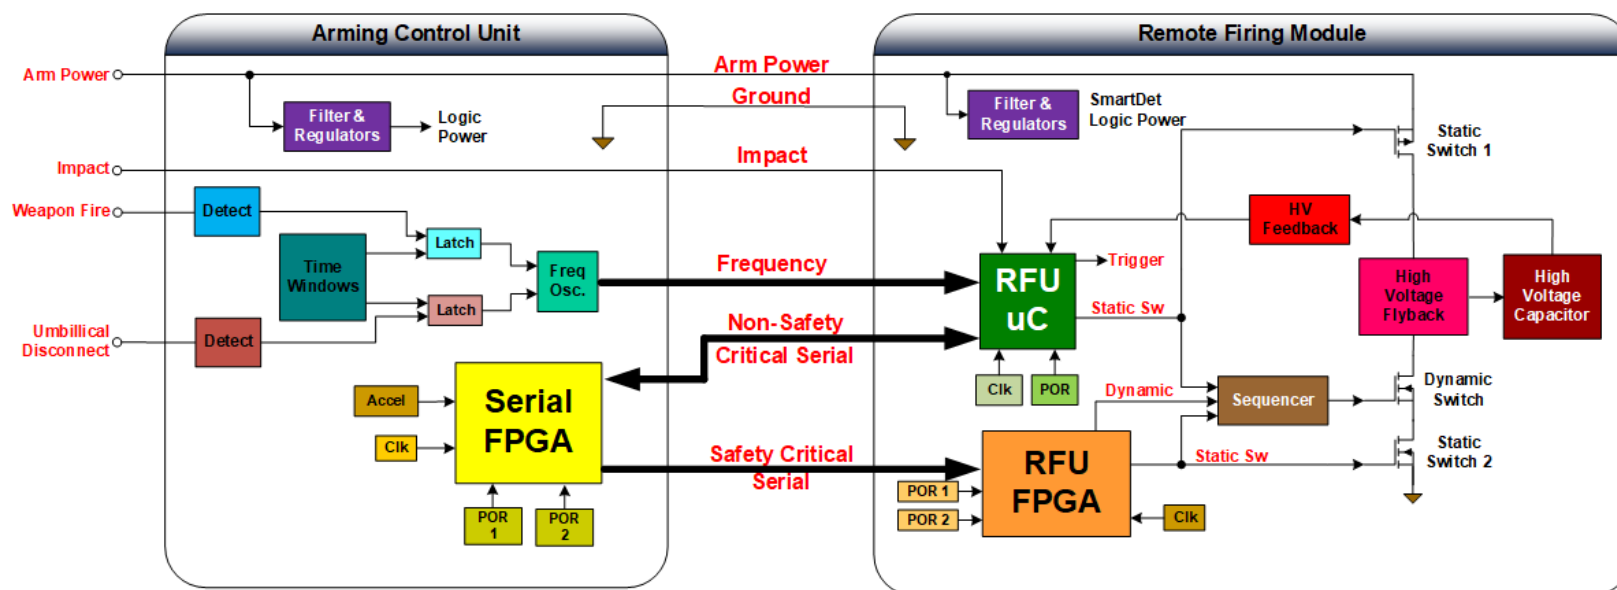 Arming Control Unit
Remote Firing Module
Arm Power
Arm Power
Ground
Filter &
Regulators
Logic
Power
Filter &
Regulators
SmartDet
Logic Power
Static
Switch 1
Impact
Impact
Weapon Fire
Detect
Latch
Time
Windows
Freq
Osc.
Latch
Umbillical
Disconnect
Detect
Frequency
Non-Safety
Critical Serial
RFU
uC
Trigger
Static Sw
HV
Feedback
High
Voltage
Flyback
High
Voltage
Capacitor
Clk
POR
Accel
Clk
Serial
FPGA
POR
1
POR
2
Safety Critical
Serial
Dynamic
Sequencer
Dynamic
Switch
RFU
FPGA
Static Sw
Static
Switch 2
POR 1
POR 2
Clk